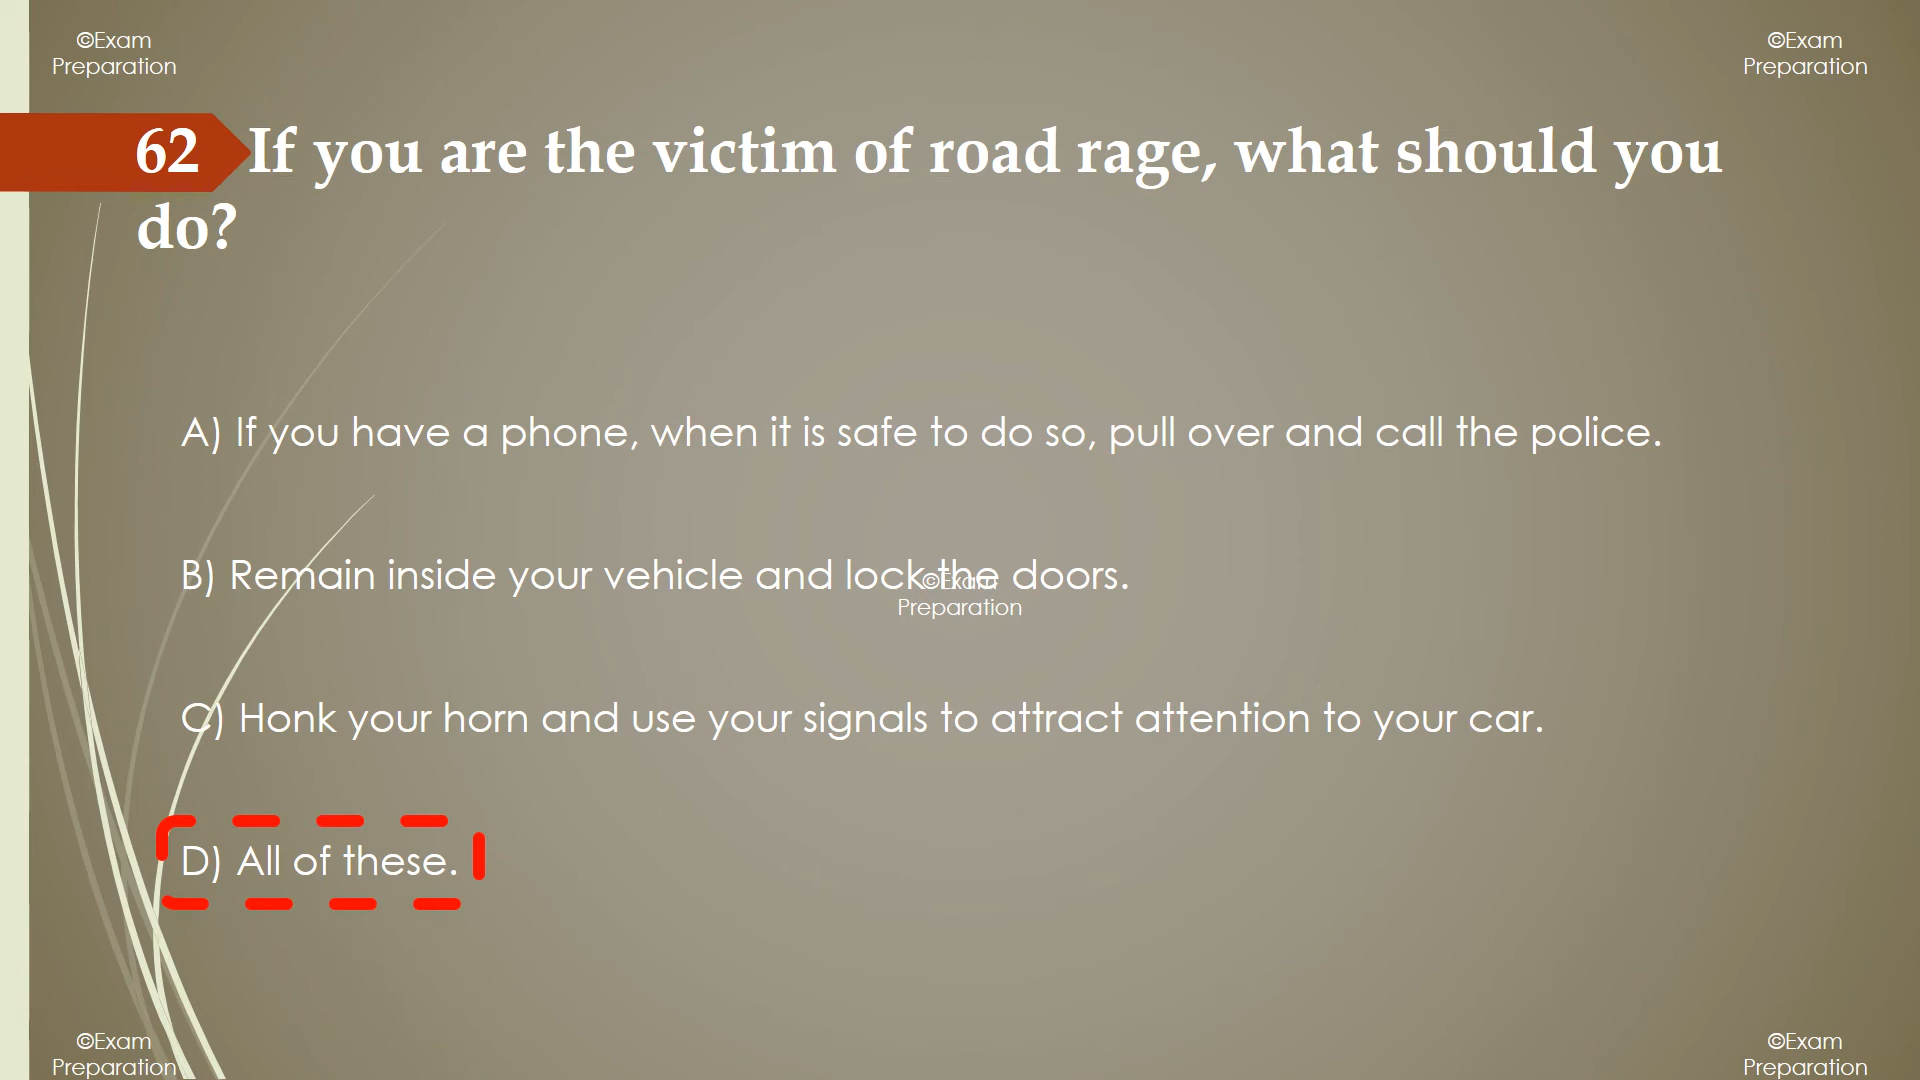 ©Exam
Preparation
©Exam
Preparation
62 If you are the victim of road rage, what should you
do?
A) If you have a phone, when it is safe to do so, pull over and call the police.
B) Remain inside your vehicle and lock the doors.
©Exam
Preparation
C) Honk your horn and use your signals to attract attention to your car.
D) All of these.
©Exam
Preparation
©Exam
Preparation